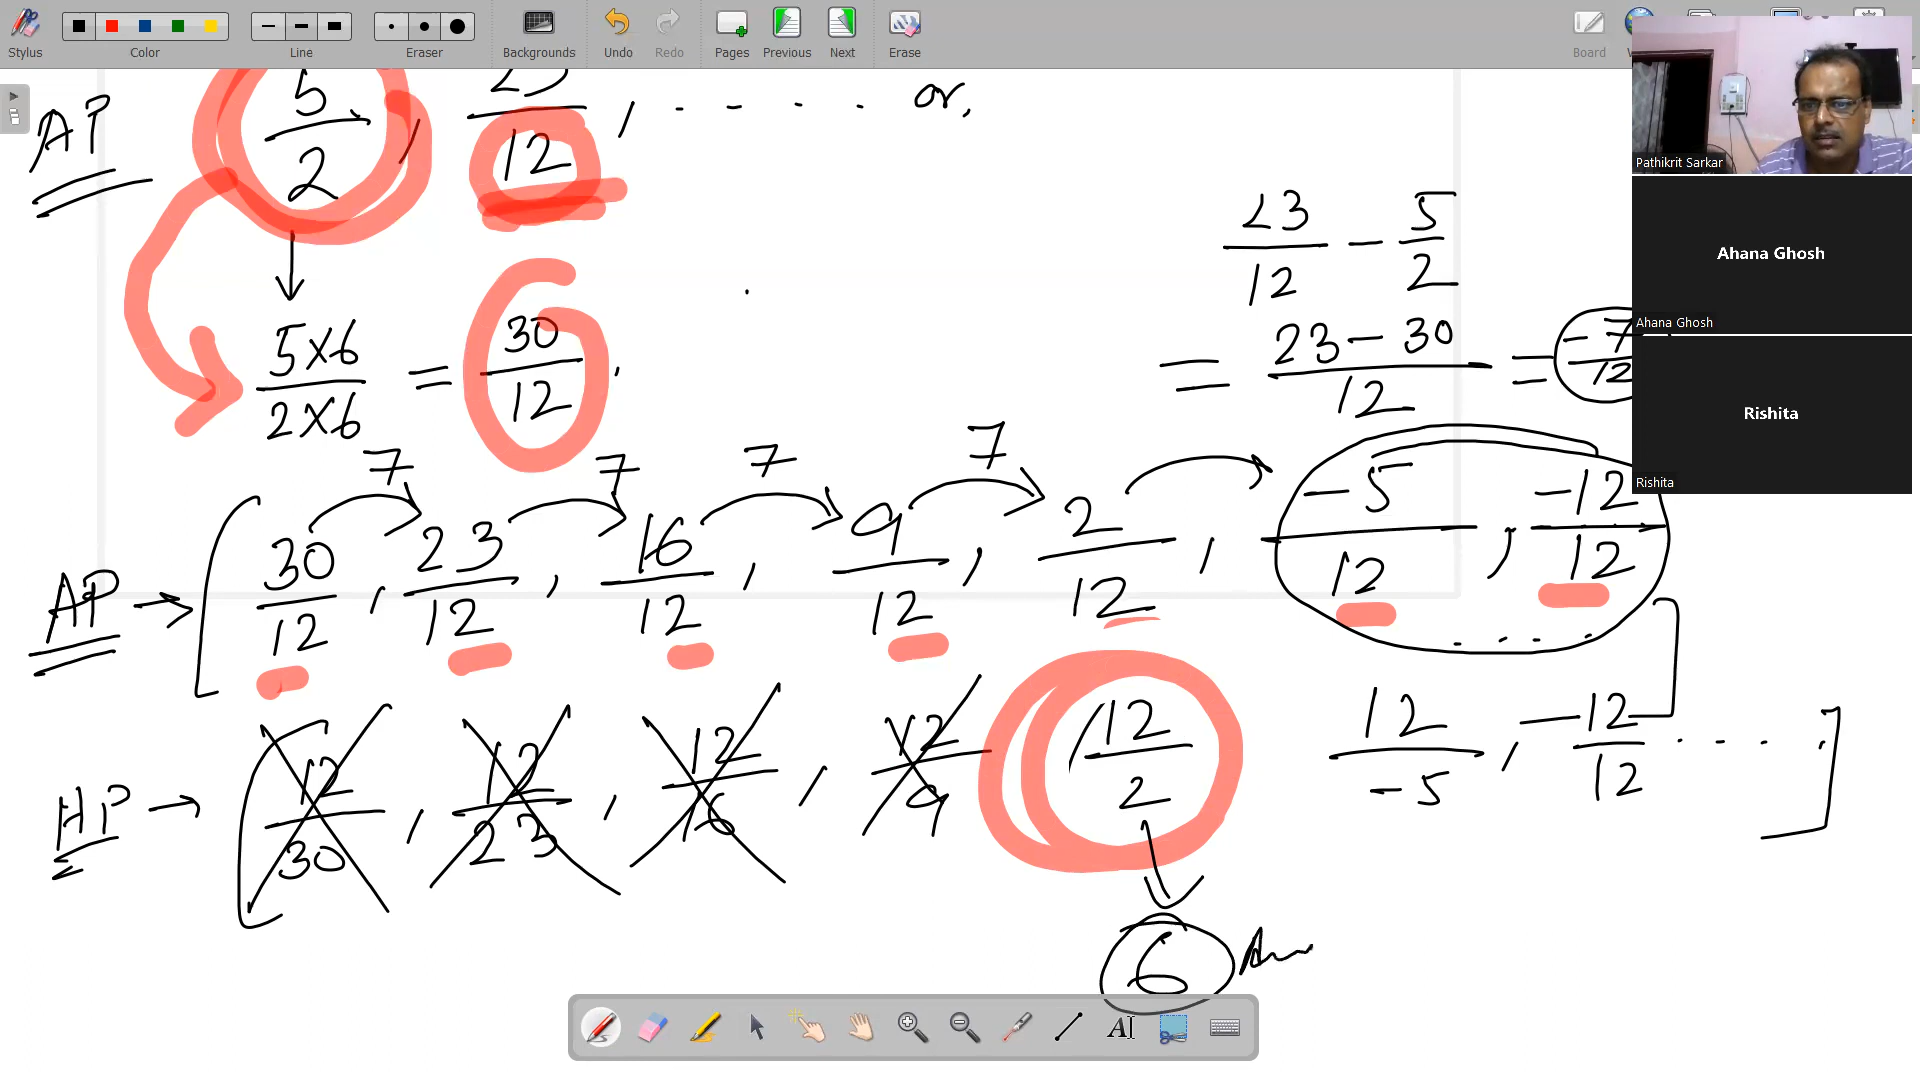 Stylus Color Line Eraser Backgrounds Undo Redo Pages Previous Next Erase Board
Pathikrit Sarkar
Ahana Ghosh
Ahana Ghosh
Rishita
Rishita
AP 5/2, 23/12, . . . . . or,
23/12 - 5/2
5×6/2×6 = 30/12 .
= 23-30/12 = -7/12
7 7 7 7
AP → [ 30/12, 23/12, 16/12, 9/12, 2/12, -5/12, -12/12 . . . . ]
HP → [ 12/30, 12/23, 12/16, 12/9, 12/2 12/-5, -12/12 . . . . ]
6 Ans
AI